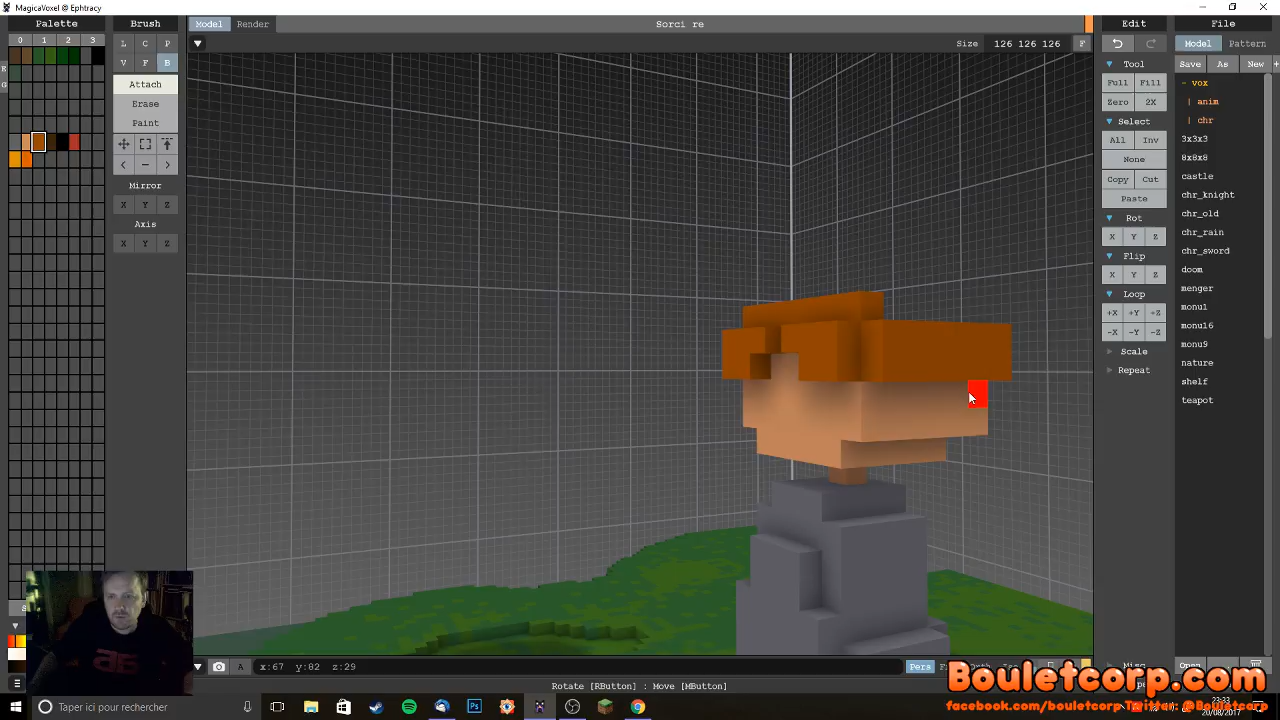 MagicaVoxel @ Ephtracy
Palette
0 1 2 3
Brush
L C P
V F B
Attach
Erase
Paint
Mirror
X Y Z
Axis
X Y Z
Model Render
Sorci re
Size 126 126 126 F
Edit
Tool
Full Fill
Zero 2X
Select
All Inv
None
Copy Cut
Paste
Rot
X Y Z
Flip
X Y Z
Loop
+X +Y +Z
-X -Y -Z
Scale
Repeat
File
Model Pattern
Save As New +
- vox
| anim
| chr
3x3x3
8x8x8
castle
chr_knight
chr_old
chr_rain
chr_sword
doom
menger
monu1
monu16
monu9
nature
shelf
teapot
A x:67 y:82 z:29
Pers
Rotate [RButton] : Move [MButton]
Bouletcorp.com
facebook.com/bouletcorp Twitter: @Bouletcorp
Taper ici pour rechercher
20/08/2017